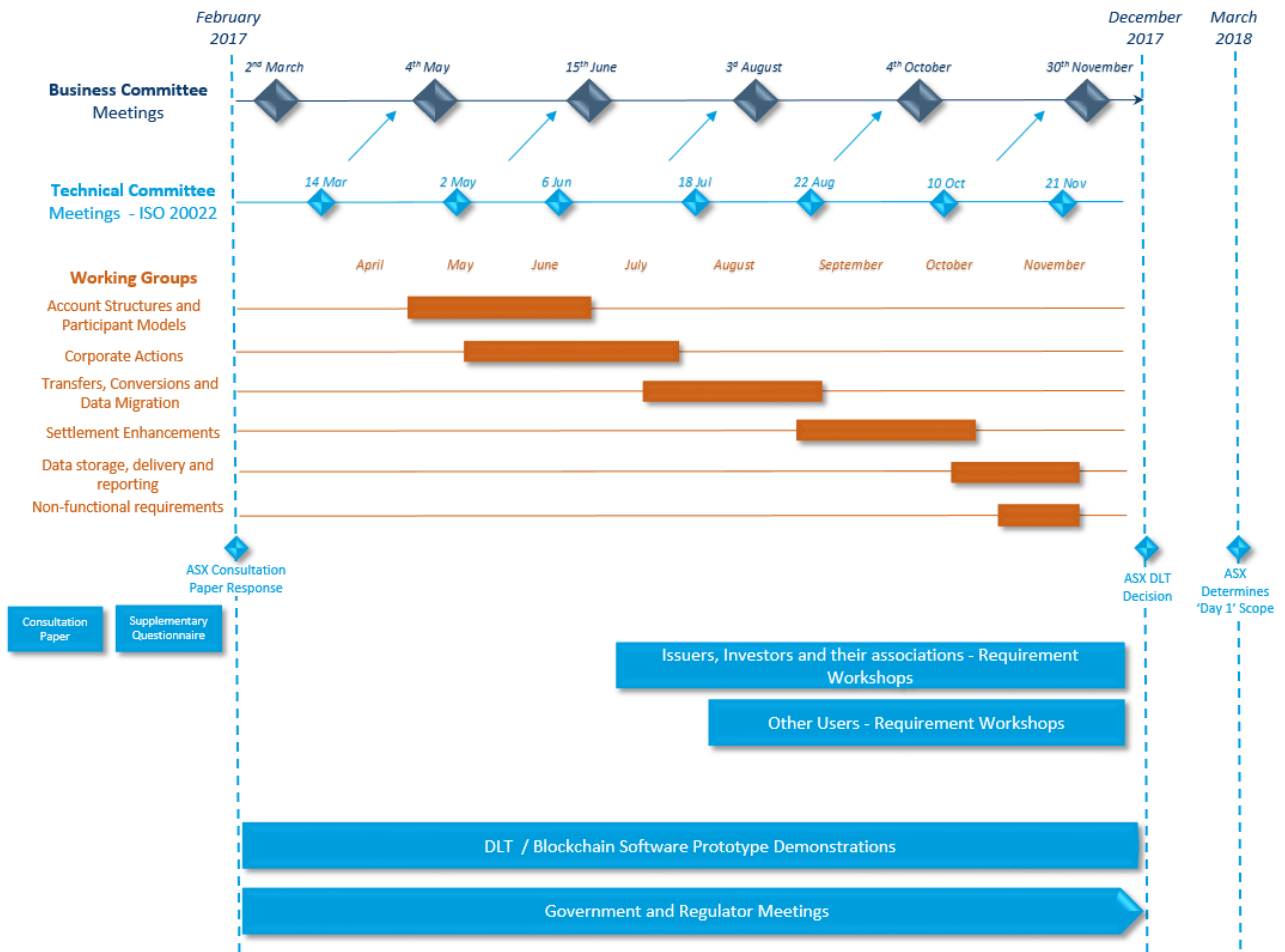 February
2017
December
2017
March
2018
2nd March
4th May
15th June
3d August
4th October
30th November
Business Committee
Meetings
Technical Committee
Meetings - ISO 20022
14 Mar
2 May
6 Jun
18 Jul
22 Aug
10 Oct
21 Nov
Working Groups
April
May
June
July
August
September
October
November
Account Structures and
Participant Models
Corporate Actions
Transfers, Conversions and
Data Migration
Settlement Enhancements
Data storage, delivery and
reporting
Non-functional requirements
ASX Consultation
Paper Response
ASX DLT
Decision
ASX
Determines
‘Day 1’ Scope
Consultation
Paper
Supplementary
Questionnaire
Issuers, Investors and their associations - Requirement
Workshops
Other Users - Requirement Workshops
DLT / Blockchain Software Prototype Demonstrations
Government and Regulator Meetings